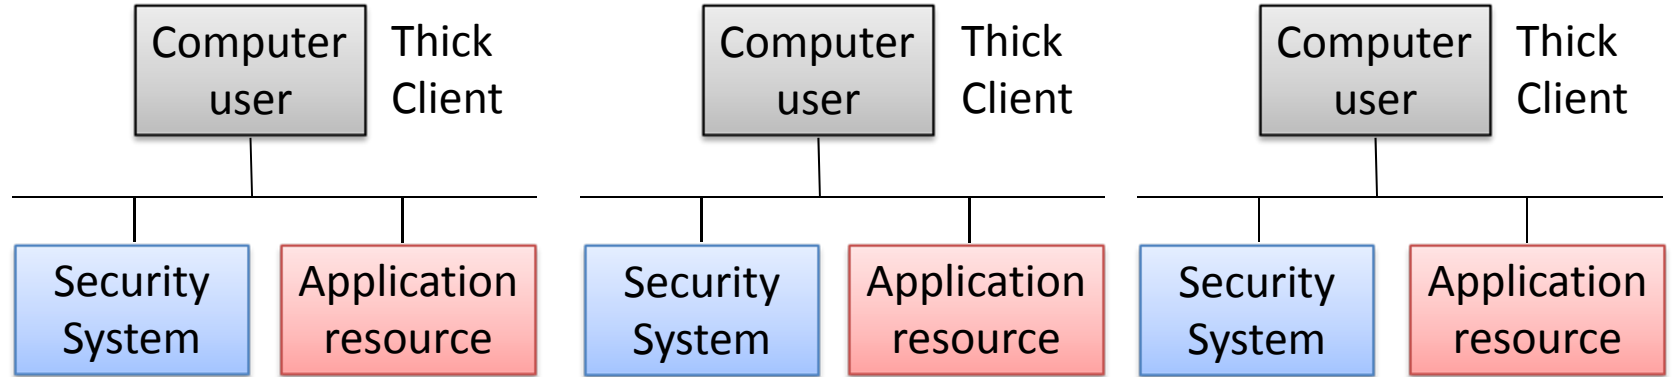 Computer
user
Thick
Client
Computer
user
Thick
Client
Computer
user
Thick
Client
Security
System
Application
resource
Security
System
Application
resource
Security
System
Application
resource